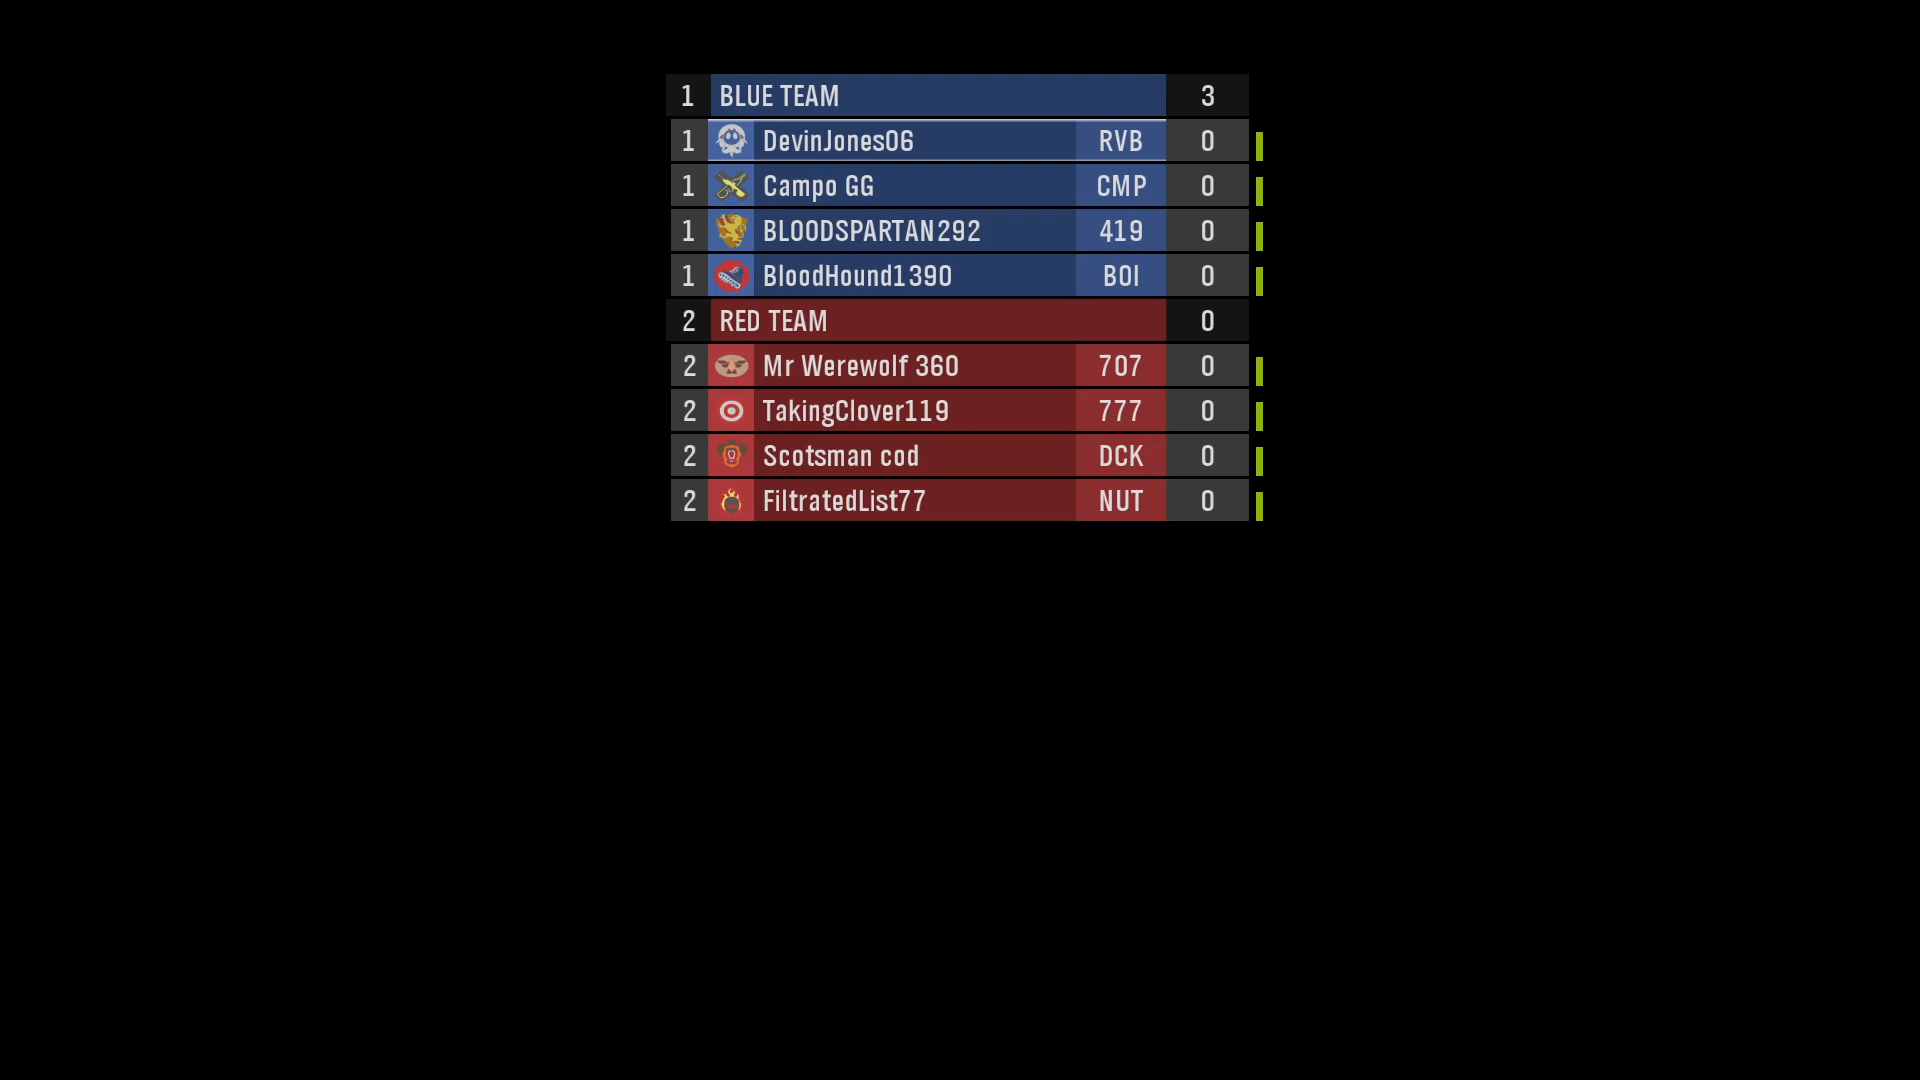 1 BLUE TEAM 3
1 DevinJones06 RVB 0
1 Campo GG CMP 0
1 BLOODSPARTAN292 419 0
1 BloodHound1390 BOI 0
2 RED TEAM 0
2 Mr Werewolf 360 707 0
2 TakingClover119 777 0
2 Scotsman cod DCK 0
2 FiltratedList77 NUT 0